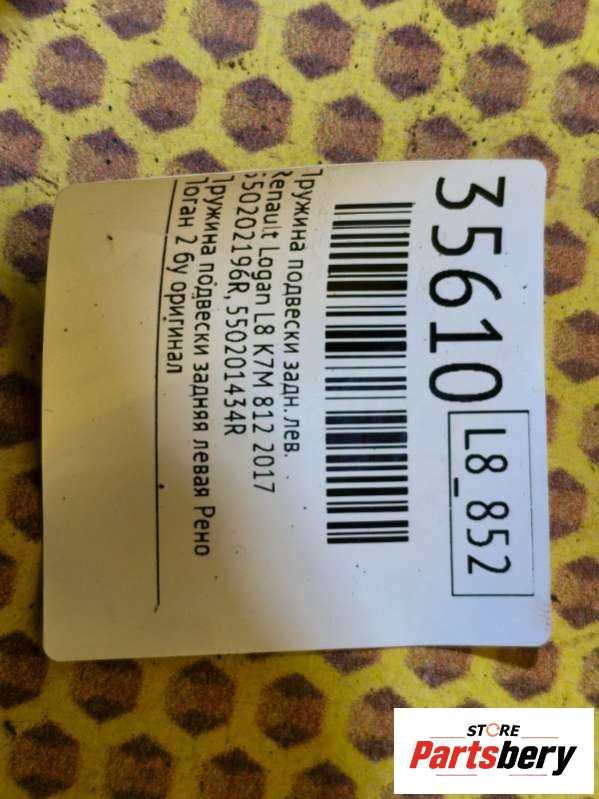 35610 L8_852
Пружина подвески задн. лев.
Renault Logan L8 K7M 812 2017
550202196R, 550201434R
Пружина подвески задняя левая Рено
Логан 2 бу оригинал
STORE
Partsbery